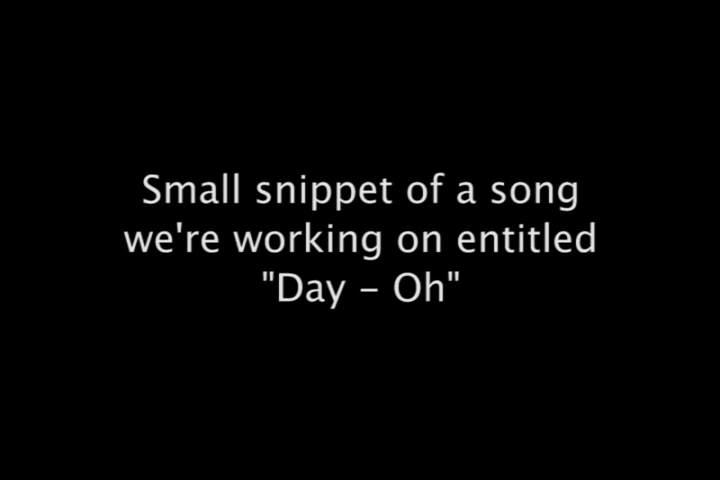 Small snippet of a song
we're working on entitled
"Day – Oh"